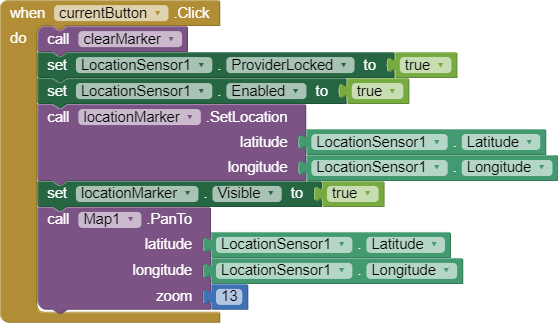 when currentButton .Click
do call clearMarker
set LocationSensor1 . ProviderLocked to true
set LocationSensor1 . Enabled to true
call locationMarker .SetLocation
latitude LocationSensor1 . Latitude
longitude LocationSensor1 . Longitude
set locationMarker . Visible to true
call Map1 .PanTo
latitude LocationSensor1 . Latitude
longitude LocationSensor1 . Longitude
zoom 13